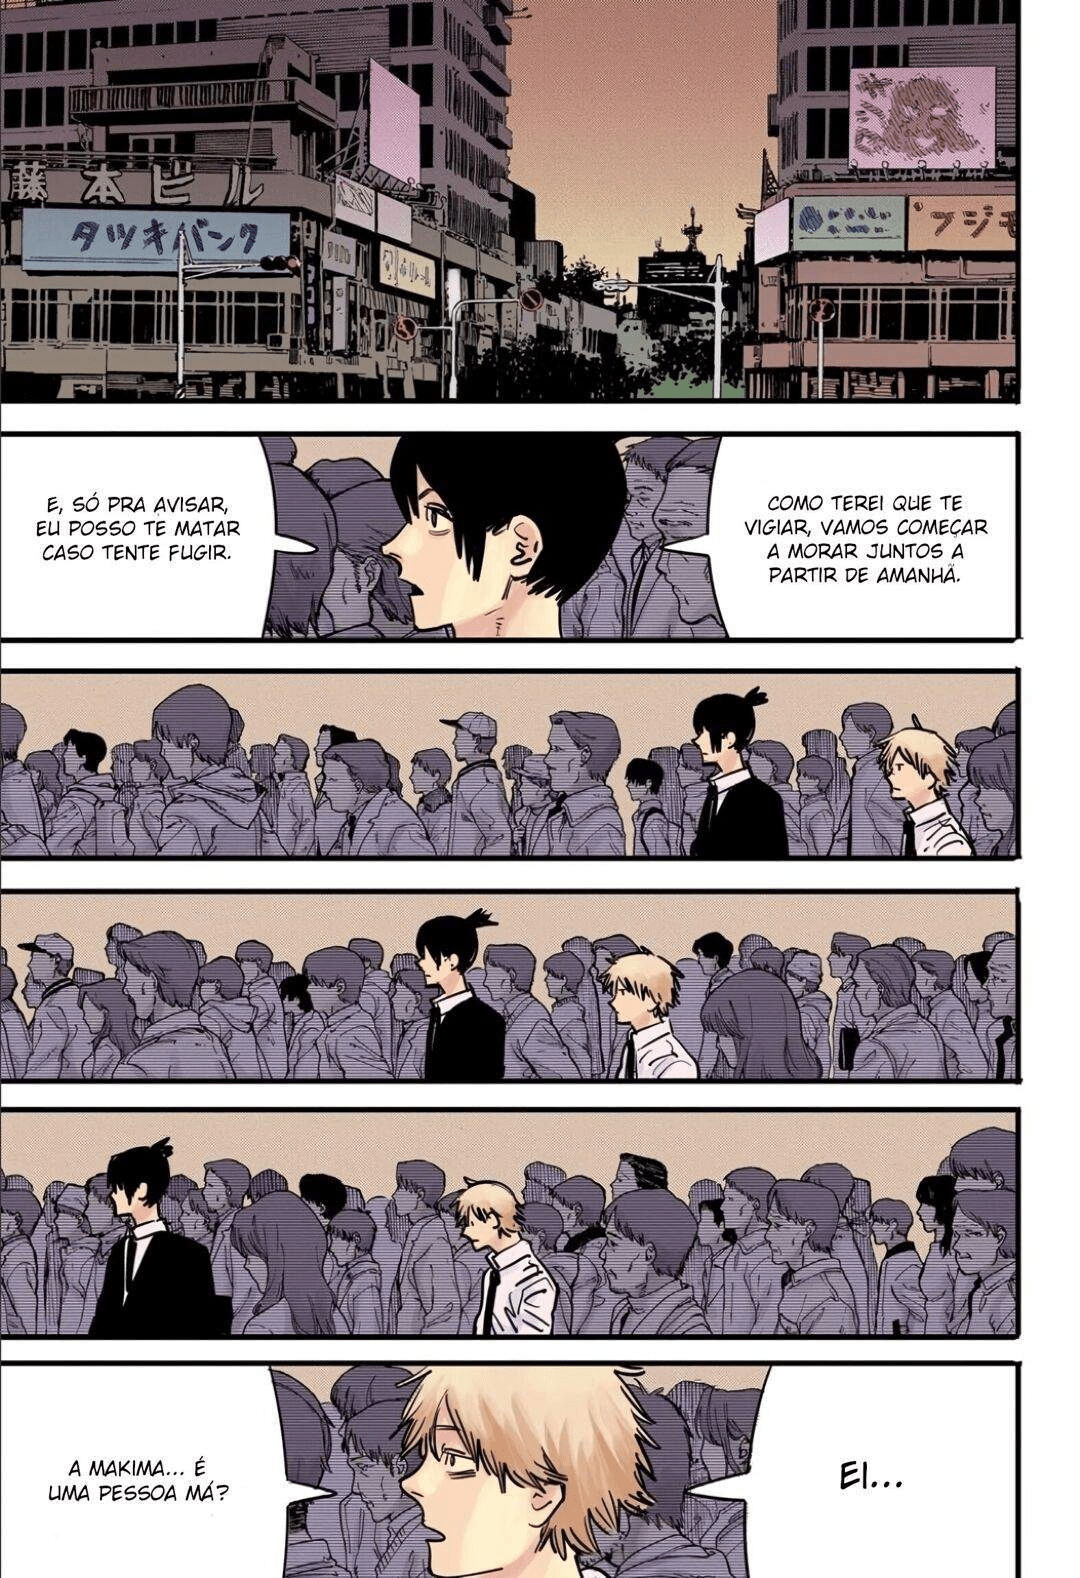 藤本ビル
タツキバンク
フジモ
COMO TEREI QUE TE
VIGIAR, VAMOS COMEÇAR
A MORAR JUNTOS A
PARTIR DE AMANHÃ.
E, SÓ PRA AVISAR,
EU POSSO TE MATAR
CASO TENTE FUGIR.
EI...
A MAKIMA... É
UMA PESSOA MÁ?